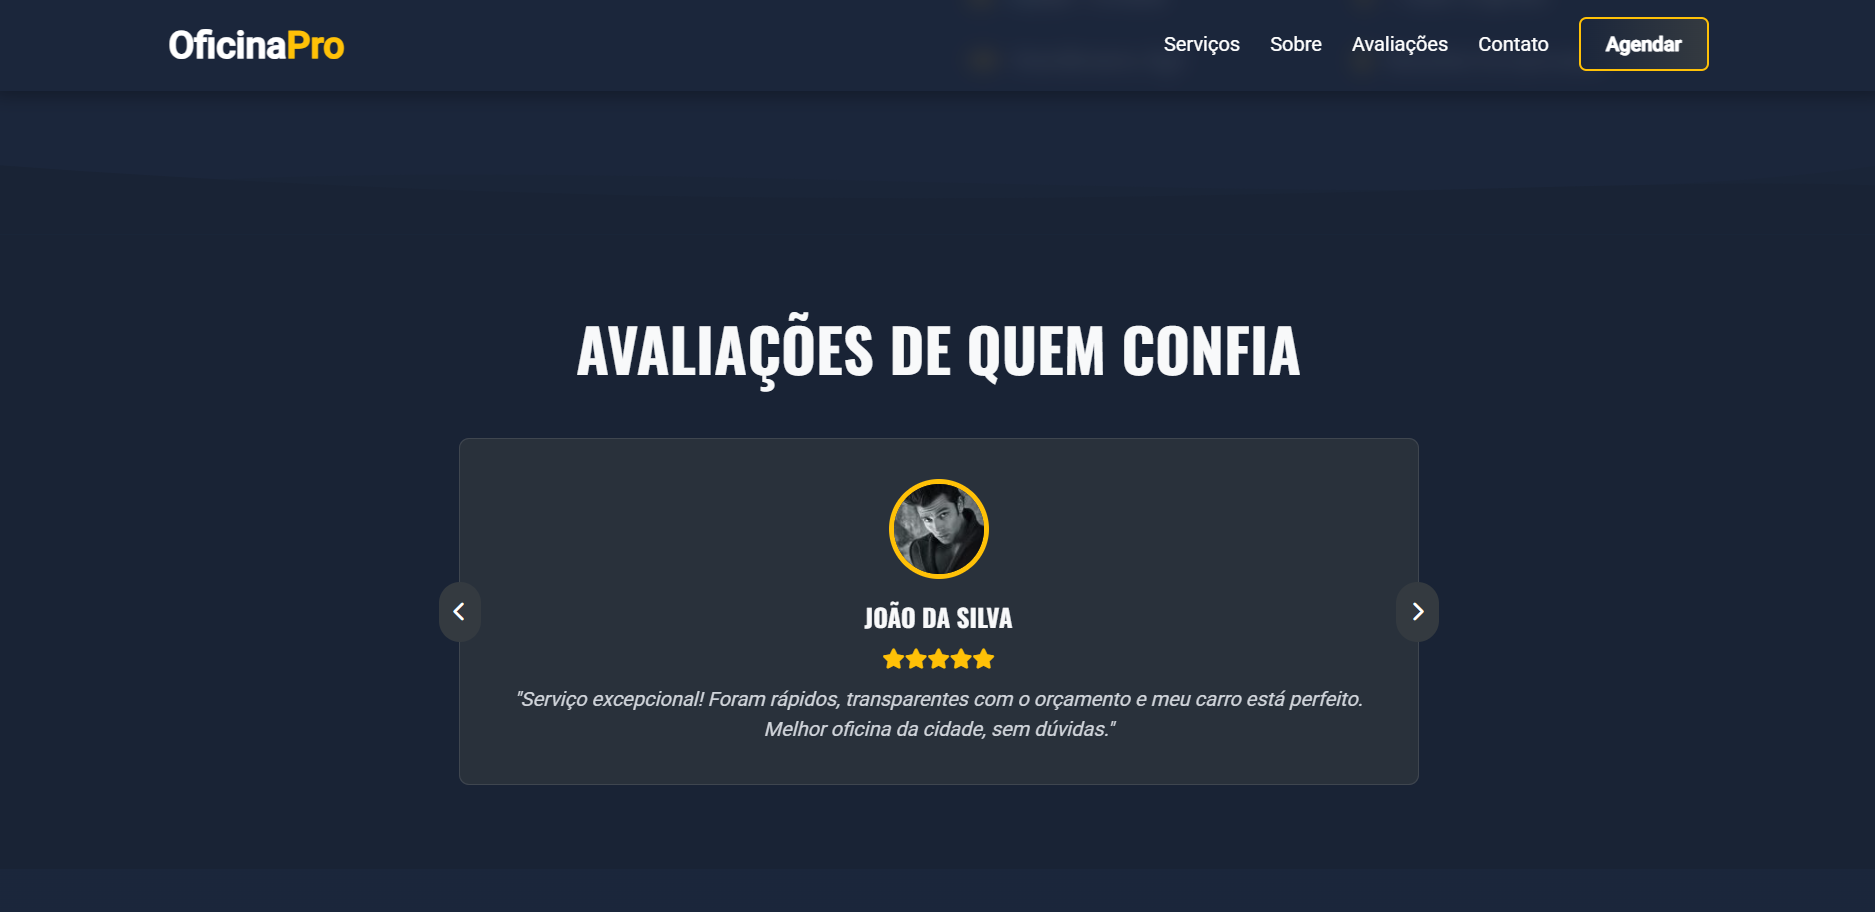 OficinaPro
Serviços
Sobre
Avaliações
Contato
Agendar
AVALIAÇÕES DE QUEM CONFIA
JOÃO DA SILVA
"Serviço excepcional! Foram rápidos, transparentes com o orçamento e meu carro está perfeito.
Melhor oficina da cidade, sem dúvidas."